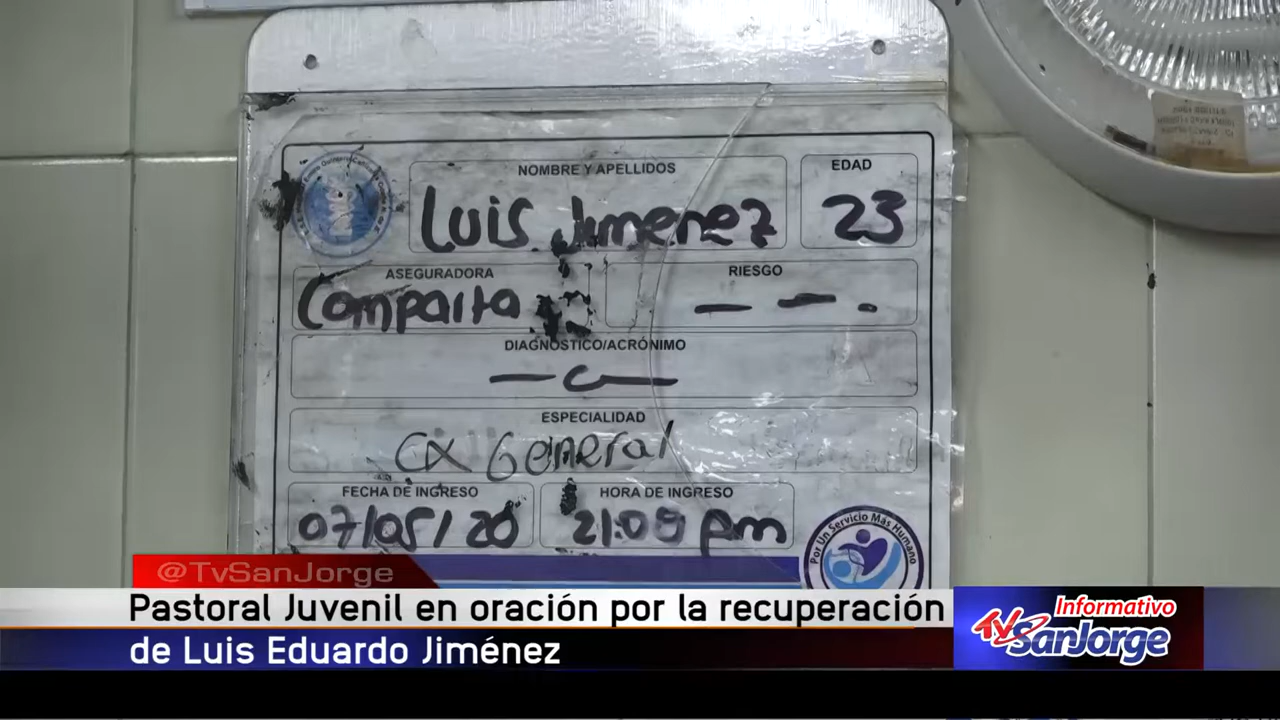 NOMBRE Y APELLIDOS
EDAD
Luis Jimenez
23
ASEGURADORA
RIESGO
Compaita
DIAGNOSTICO/ACRÓNIMO
ESPECIALIDAD
CX General
FECHA DE INGRESO
HORA DE INGRESO
07/05/20
21:00 pm
Por Un Servicio Más Humano
@TvSanJorge
Pastoral Juvenil en oración por la recuperación
de Luis Eduardo Jiménez
Informativo
TV SanJorge